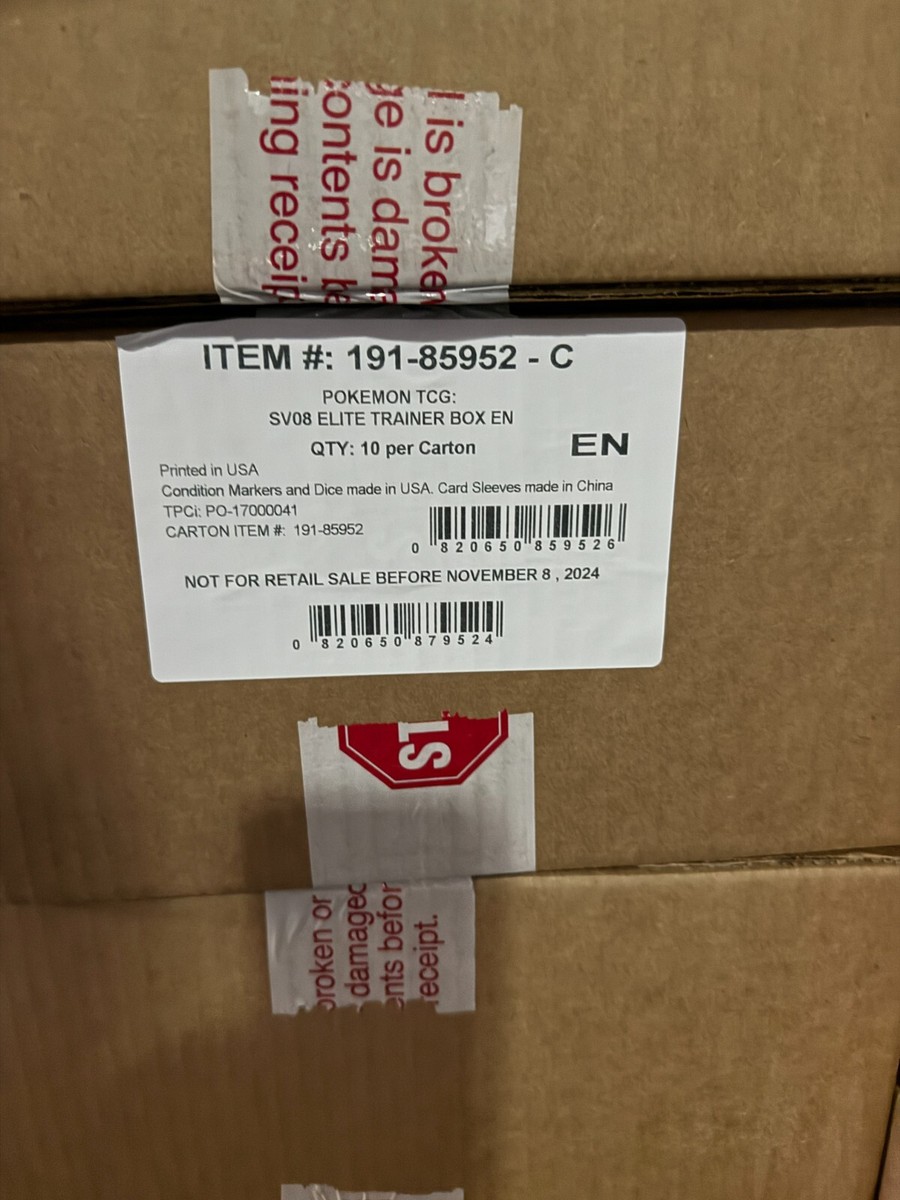 is broken
ge is dam
contents b
ing receip
ITEM #: 191-85952 - C
POKEMON TCG:
SV08 ELITE TRAINER BOX EN
QTY: 10 per Carton
EN
Printed in USA
Condition Markers and Dice made in USA. Card Sleeves made in China
TPCi: PO-17000041
CARTON ITEM #: 191-85952
0 820650 859526
NOT FOR RETAIL SALE BEFORE NOVEMBER 8 , 2024
0 820650 879524
ST
broken or
damaged
ents befor
receipt.